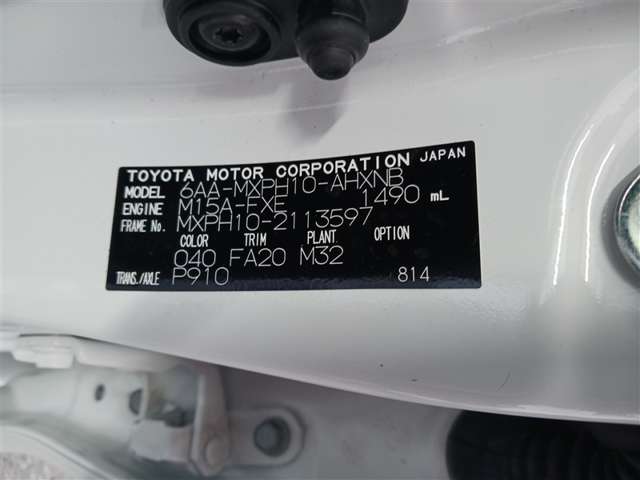 TOYOTA MOTOR CORPORATION JAPAN
MODEL 6AA-MXPH10-AHXNB
ENGINE M15A-FXE 1490 mL
FRAME No. MXPH10-2113597
COLOR TRIM PLANT OPTION
040 FA20 M32
TRANS./AXLE P910 814